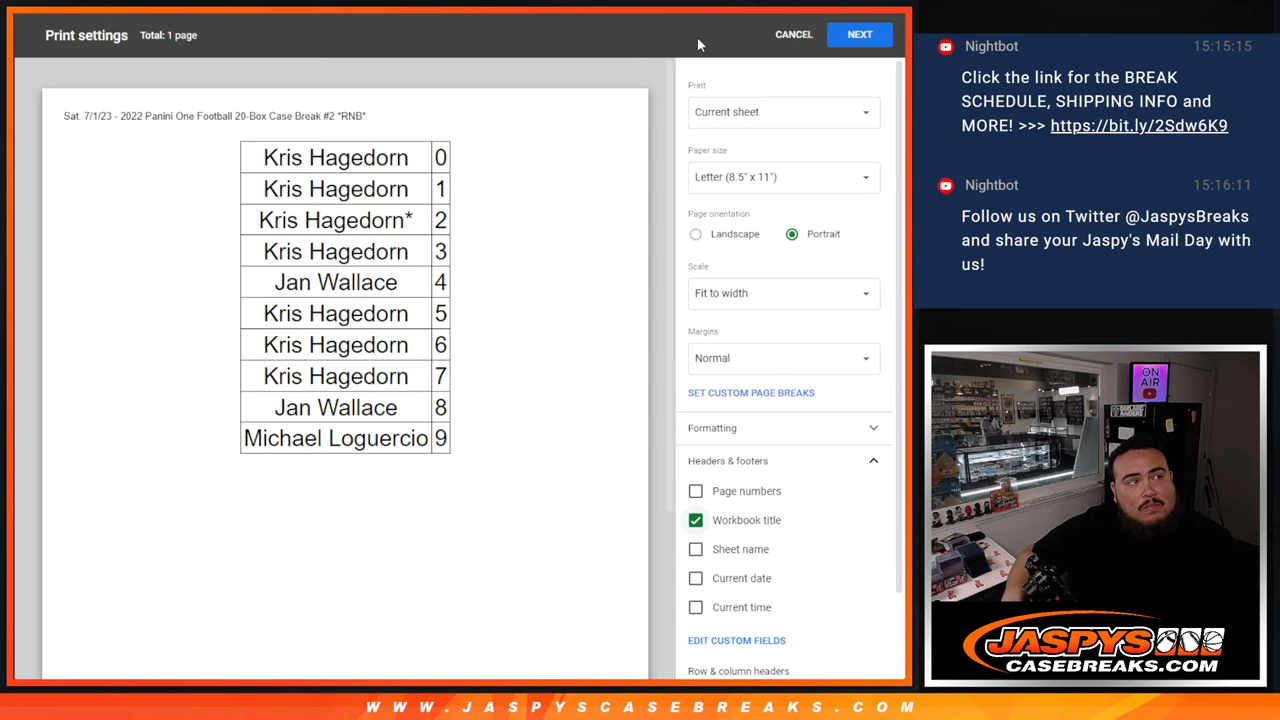 Print settings
Total: 1 page
CANCEL
NEXT
Sat. 7/1/23 - 2022 Panini One Football 20-Box Case Break #2 *RNB*
Kris Hagedorn 0
Kris Hagedorn 1
Kris Hagedorn* 2
Kris Hagedorn 3
Jan Wallace 4
Kris Hagedorn 5
Kris Hagedorn 6
Kris Hagedorn 7
Jan Wallace 8
Michael Loguercio 9
Print
Current sheet
Paper size
Letter (8.5" x 11")
Page orientation
Landscape
Portrait
Scale
Fit to width
Margins
Normal
SET CUSTOM PAGE BREAKS
Formatting
Headers & footers
Page numbers
Workbook title
Sheet name
Current date
Current time
EDIT CUSTOM FIELDS
Row & column headers
Nightbot 15:15:15
Click the link for the BREAK
SCHEDULE, SHIPPING INFO and
MORE! >>> https://bit.ly/2Sdw6K9
Nightbot 15:16:11
Follow us on Twitter @JaspysBreaks
and share your Jaspy's Mail Day with
us!
ON
AIR
JASPYS
CASEBREAKS.COM
WWW.JASPYSCASEBREAKS.COM